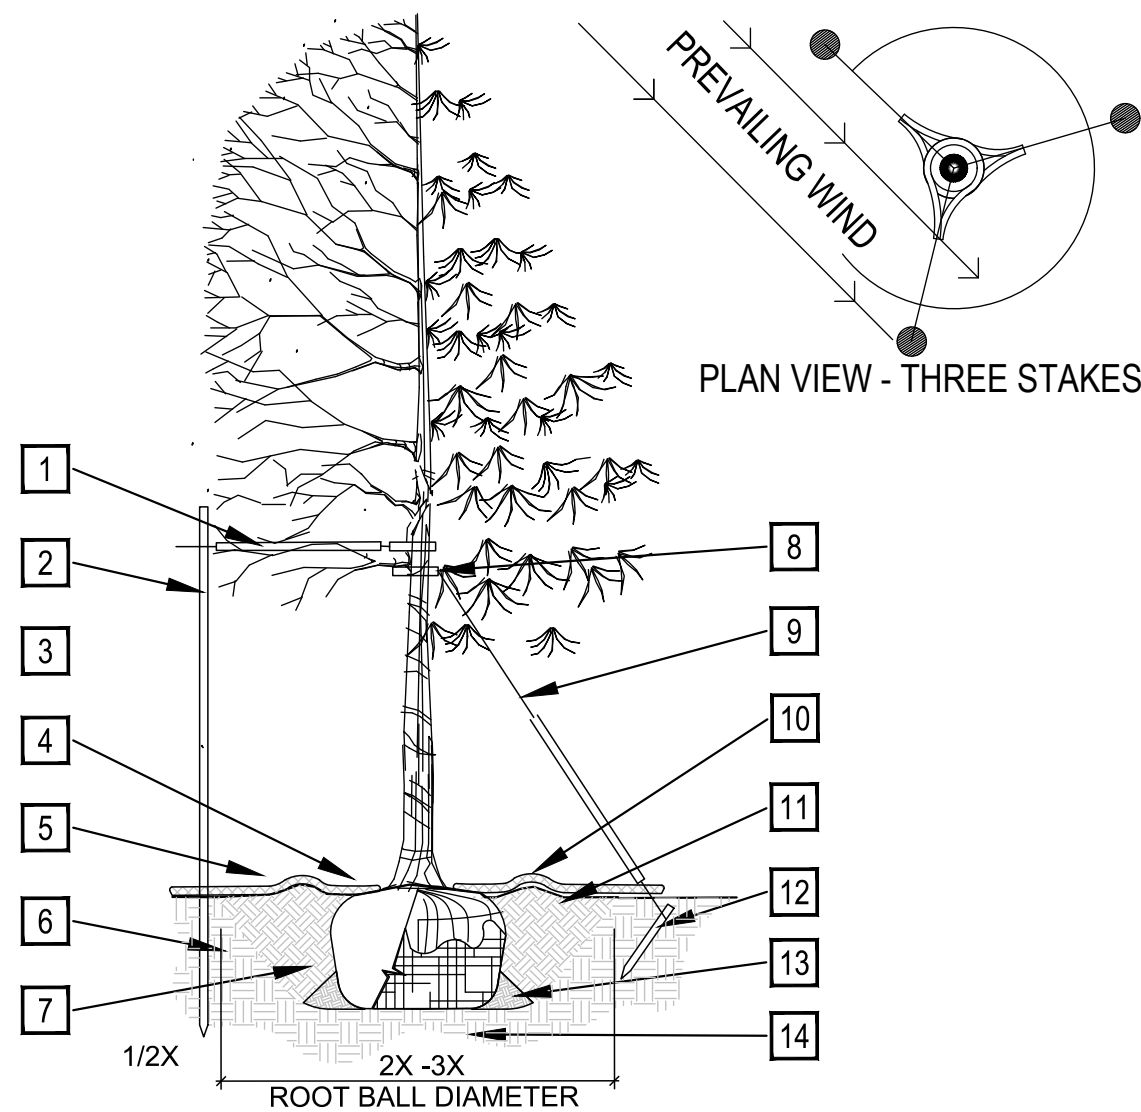 PREVAILING WIND
PLAN VIEW - THREE STAKES
1
2
3
4
5
6
7
8
9
10
11
12
13
14
1/2X
2X -3X
ROOT BALL DIAMETER